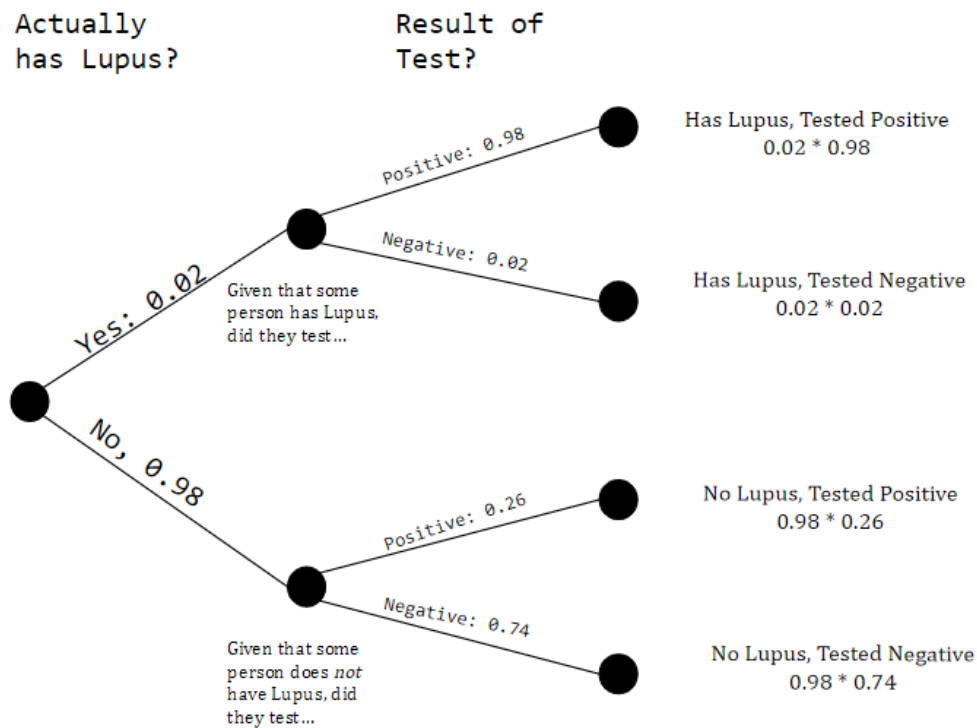 Actually
has Lupus?
Result of
Test?
Positive: 0.98
Has Lupus, Tested Positive
0.02 * 0.98
Yes: 0.02
Negative: 0.02
Has Lupus, Tested Negative
0.02 * 0.02
Given that some
person has Lupus,
did they test...
No, 0.98
Positive: 0.26
No Lupus, Tested Positive
0.98 * 0.26
Negative: 0.74
No Lupus, Tested Negative
0.98 * 0.74
Given that some
person does not
have Lupus, did
they test...